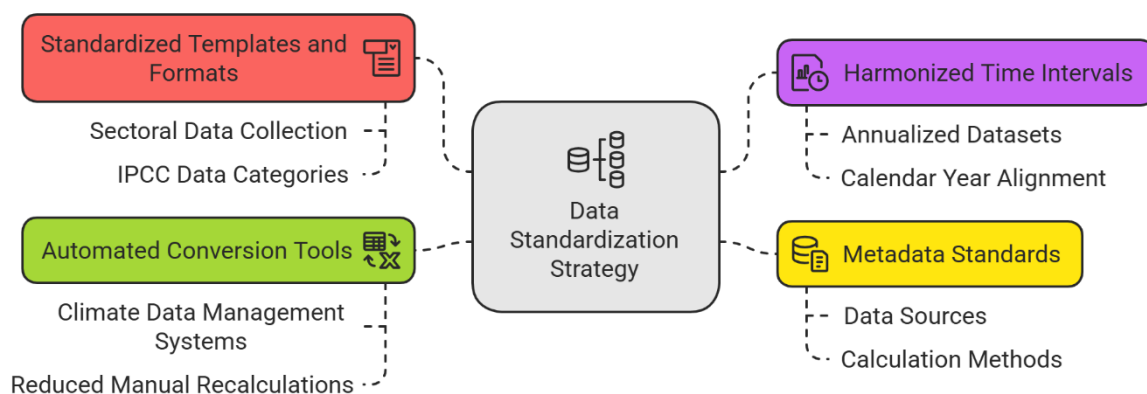 Standardized Templates and
Formats
Sectoral Data Collection
IPCC Data Categories
Automated Conversion Tools
Climate Data Management
Systems
Reduced Manual Recalculations
Data
Standardization
Strategy
Harmonized Time Intervals
Annualized Datasets
Calendar Year Alignment
Metadata Standards
Data Sources
Calculation Methods